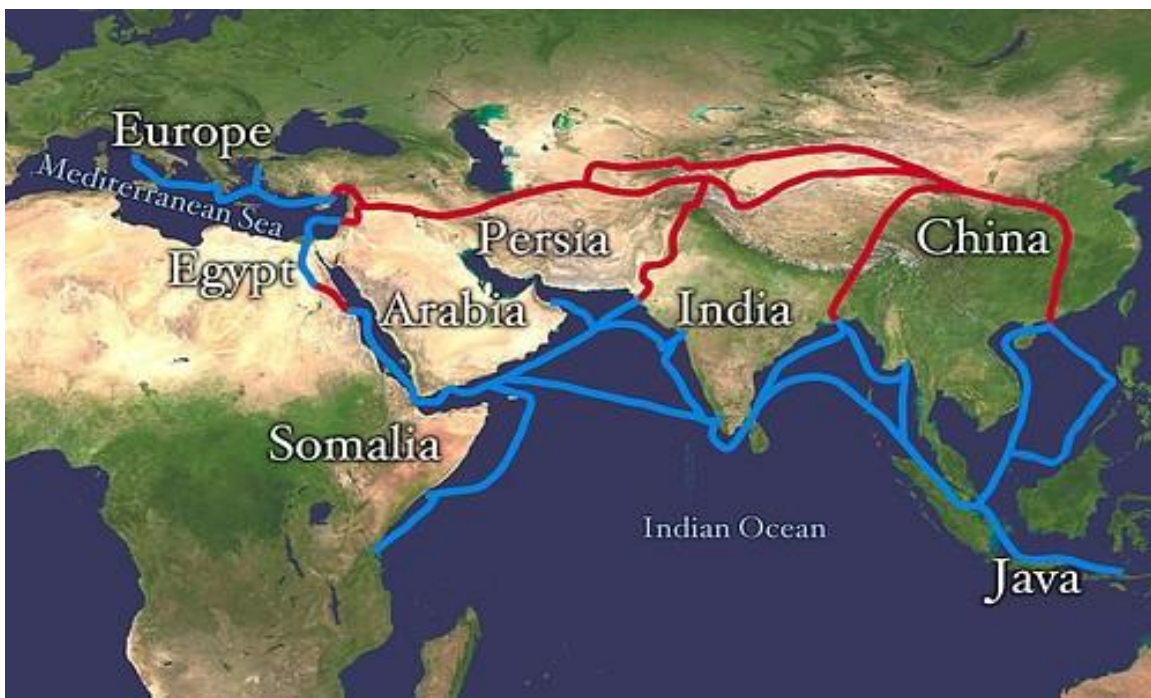 Europe
Mediterranean Sea
Egypt
Persia
China
Arabia
India
Somalia
Indian Ocean
Java